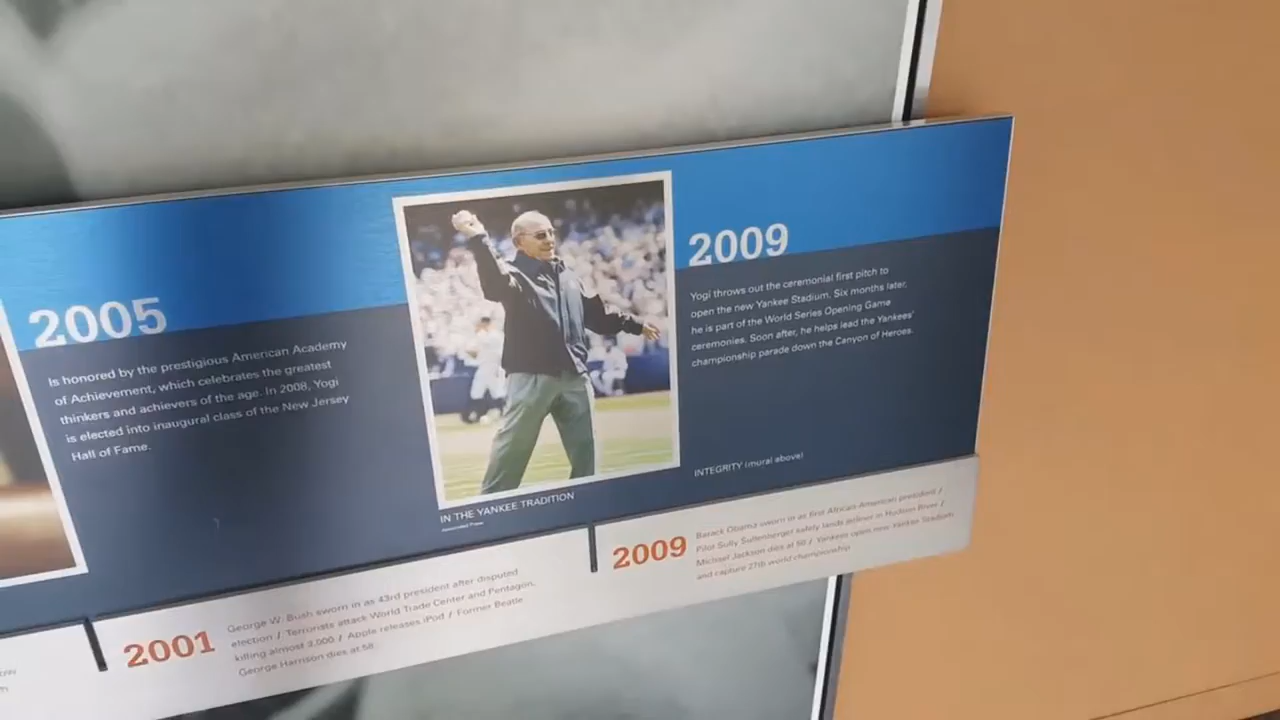 2005
Is honored by the prestigious American Academy
of Achievement, which celebrates the greatest
thinkers and achievers of the age. In 2008, Yogi
is elected into inaugural class of the New Jersey
Hall of Fame.
IN THE YANKEE TRADITION
Associated Press
2009
Yogi throws out the ceremonial first pitch to
open the new Yankee Stadium. Six months later,
he is part of the World Series Opening Game
ceremonies. Soon after, he helps lead the Yankees'
championship parade down the Canyon of Heroes.
INTEGRITY (mural above)
2001
George W. Bush sworn in as 43rd president after disputed
election / Terrorists attack World Trade Center and Pentagon,
killing almost 3,000 / Apple releases iPod / Former Beatle
George Harrison dies at 58
2009
Barack Obama sworn in as first African-American president /
Pilot Sully Sullenberger safely lands airliner in Hudson River /
Michael Jackson dies at 50 / Yankees open new Yankee Stadium
and capture 27th world championship